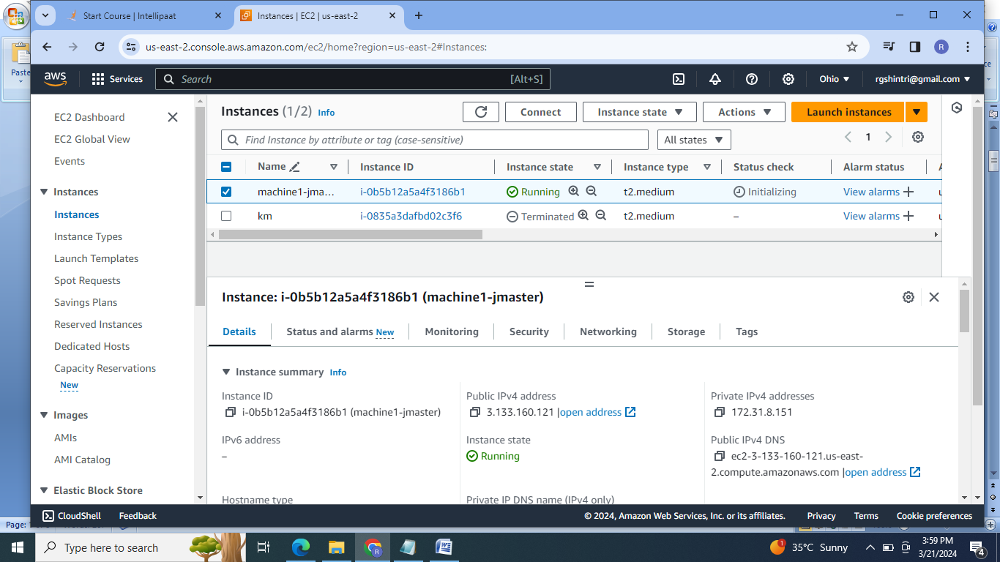 Start Course | Intellipaat
Instances | EC2 | us-east-2
us-east-2.console.aws.amazon.com/ec2/home?region=us-east-2#Instances:
R
Paste
aws
Services
Search
[Alt+S]
Ohio
rgshintri@gmail.com
EC2 Dashboard
EC2 Global View
Events
Instances
Instances
Instance Types
Launch Templates
Spot Requests
Savings Plans
Reserved Instances
Dedicated Hosts
Capacity Reservations
New
Images
AMIs
AMI Catalog
Elastic Block Store
Instances (1/2) Info
Connect
Instance state
Actions
Launch instances
Find Instance by attribute or tag (case-sensitive)
All states
1
Name Instance ID Instance state Instance type Status check Alarm status
machine1-jma... i-0b5b12a5a4f3186b1 Running t2.medium Initializing View alarms
km i-0835a3dafbd02c3f6 Terminated t2.medium – View alarms
Instance: i-0b5b12a5a4f3186b1 (machine1-jmaster)
Details Status and alarms New Monitoring Security Networking Storage Tags
Instance summary Info
Instance ID
i-0b5b12a5a4f3186b1 (machine1-jmaster)
Public IPv4 address
3.133.160.121 |open address
Private IPv4 addresses
172.31.8.151
IPv6 address
–
Instance state
Running
Public IPv4 DNS
ec2-3-133-160-121.us-east-
2.compute.amazonaws.com |open address
Hostname type
Private IP DNS name (IPv4 only)
CloudShell Feedback
© 2024, Amazon Web Services, Inc. or its affiliates. Privacy Terms Cookie preferences
Type here to search
1
35°C Sunny
3:59 PM
3/21/2024
4